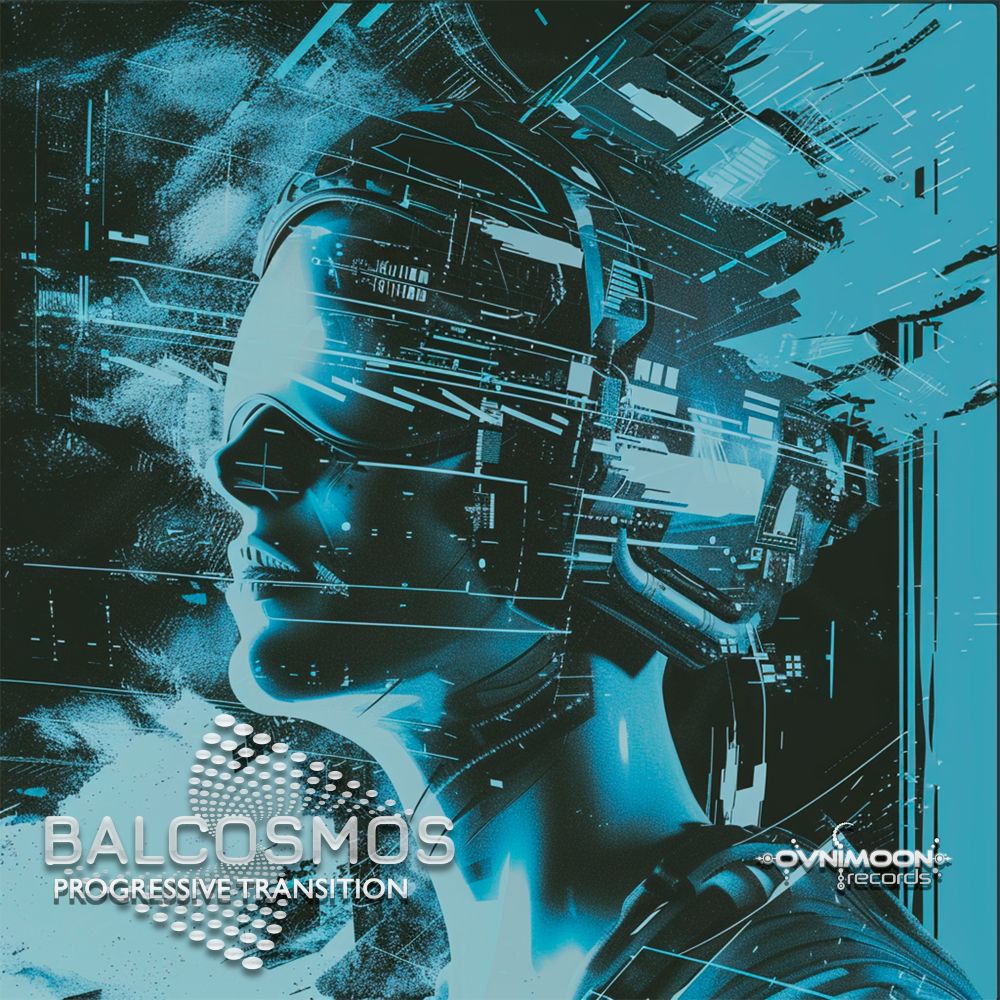 BALCOSMOS
PROGRESSIVE TRANSITION
OVNIMOON
records